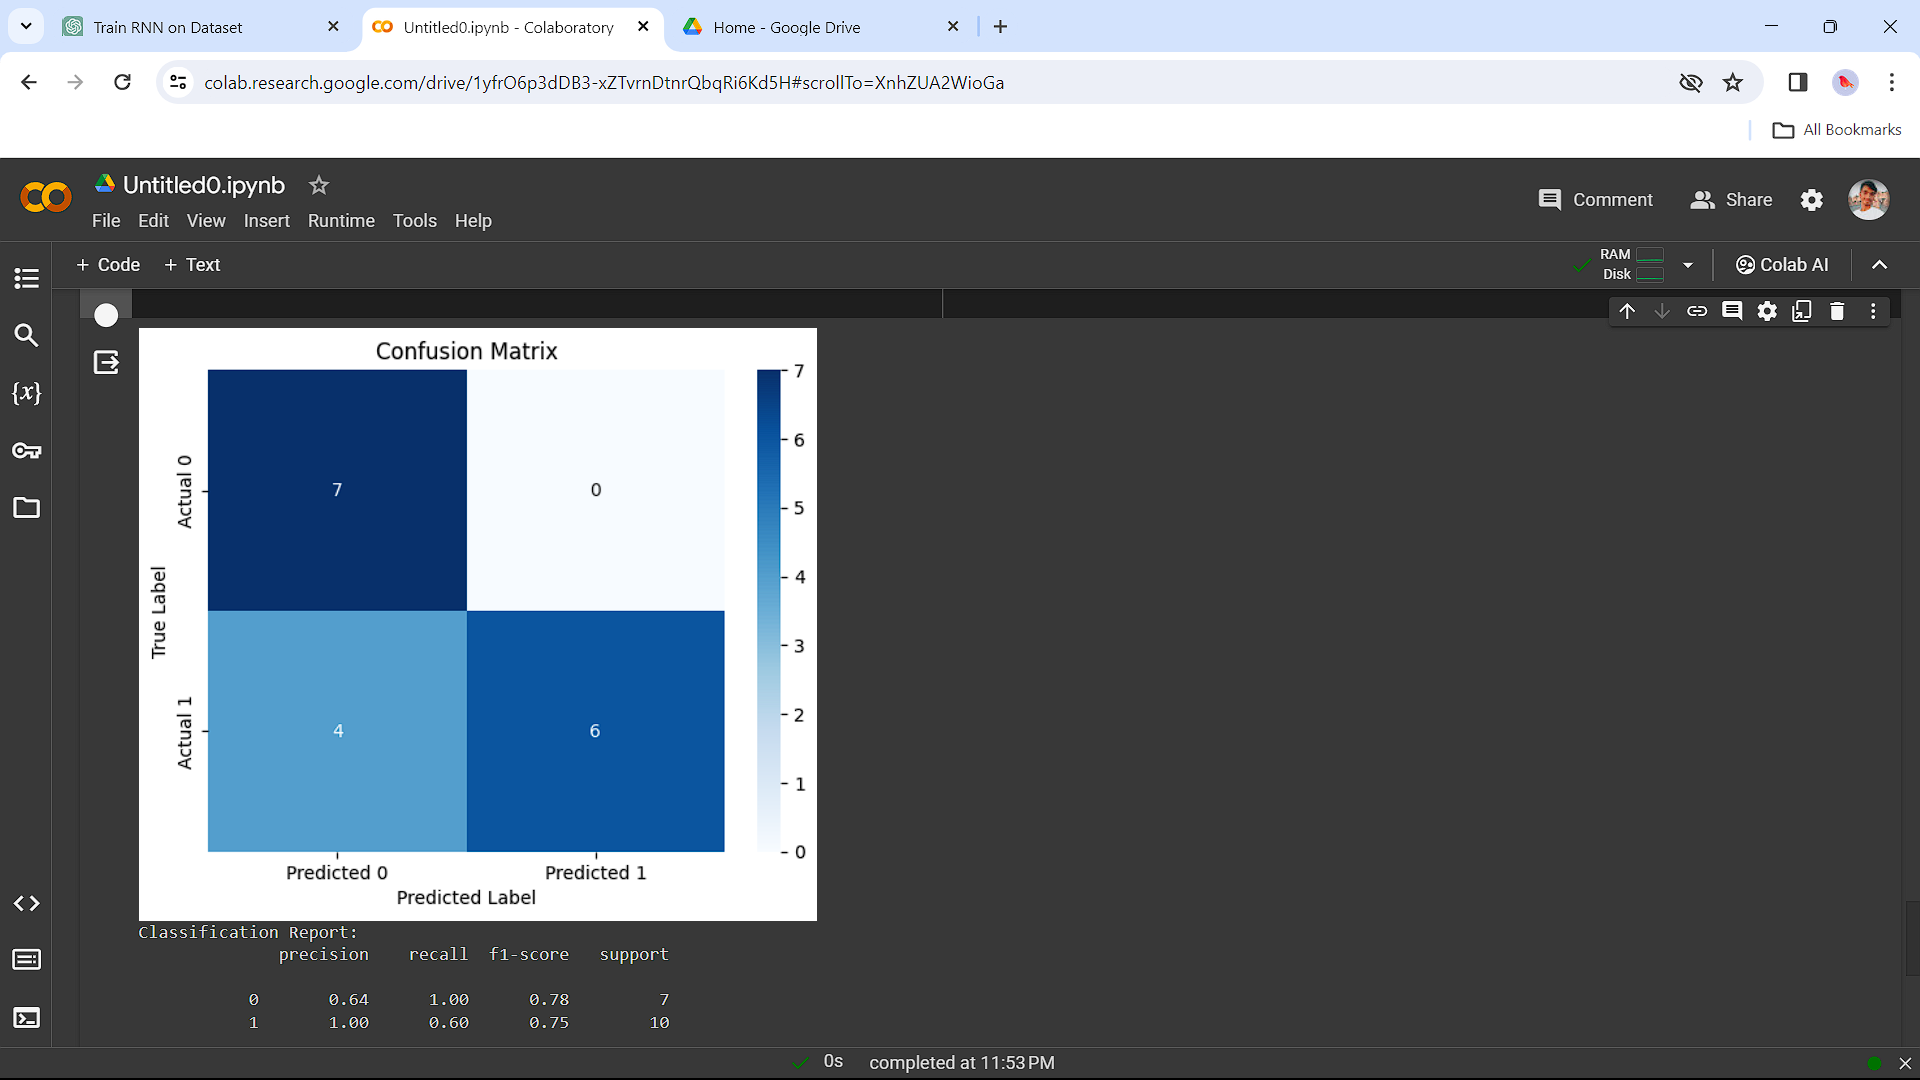 Train RNN on Dataset
Untitled0.ipynb - Colaboratory
Home - Google Drive
colab.research.google.com/drive/1yfrO6p3dDB3-xZTvrnDtnrQbqRi6Kd5H#scrollTo=XnhZUA2WioGa
All Bookmarks
Untitled0.ipynb
File Edit View Insert Runtime Tools Help
Comment Share
+ Code + Text
RAM
Disk
Colab AI
{x}
Confusion Matrix
Actual 0
Actual 1
True Label
7 0
4 6
7
6
5
4
3
2
1
0
Predicted 0 Predicted 1
Predicted Label
Classification Report:
precision recall f1-score support
0 0.64 1.00 0.78 7
1 1.00 0.60 0.75 10
0s completed at 11:53 PM